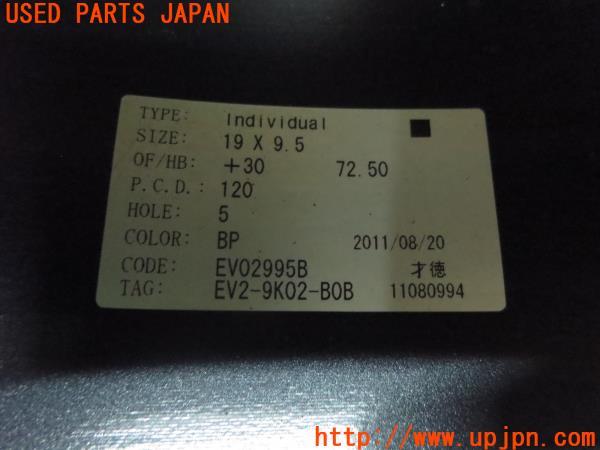 USED PARTS JAPAN
TYPE: Individual
SIZE: 19 X 9.5
OF/HB: +30 72.50
P.C.D.: 120
HOLE: 5
COLOR: BP 2011/08/20
CODE: EV02995B 才徳
TAG: EV2-9K02-B0B 11080994
UPJ
http://www.upjpn.com